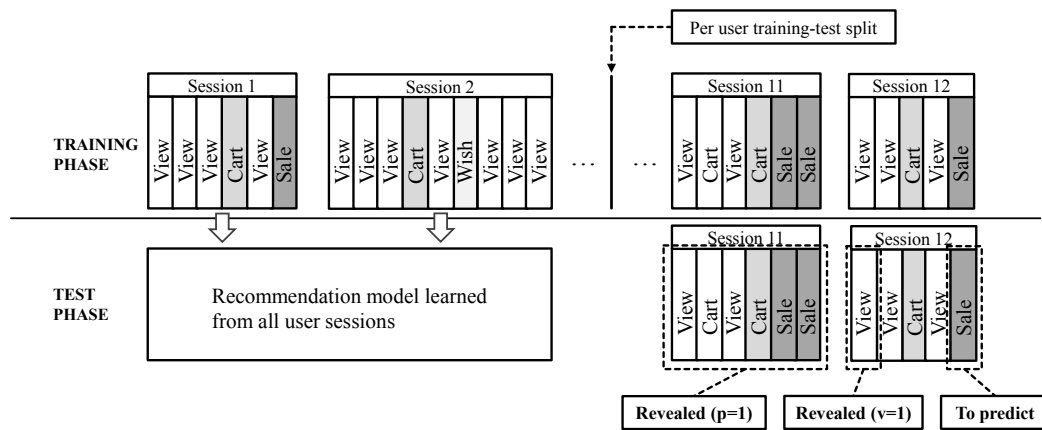 Per user training-test split
Session 1
Session 2
Session 11
Session 12
TRAINING
PHASE
View
View
View
Cart
View
Sale
View
View
View
Cart
View
Wish
View
View
View
... ...
View
Cart
View
Cart
Sale
Sale
View
View
Cart
View
Sale
TEST
PHASE
Recommendation model learned
from all user sessions
Session 11
Session 12
View
Cart
View
Cart
Sale
Sale
View
View
Cart
View
Sale
Revealed (p=1)
Revealed (v=1)
To predict